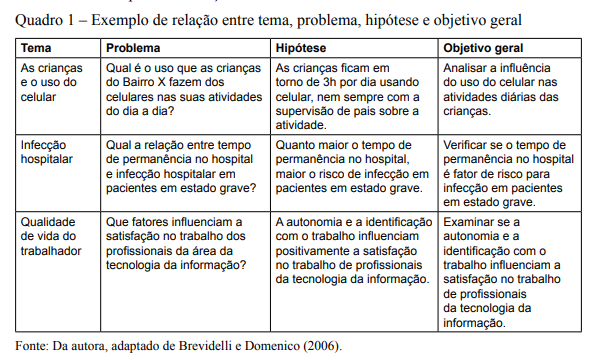 Quadro 1 – Exemplo de relação entre tema, problema, hipótese e objetivo geral
Tema
Problema
Hipótese
Objetivo geral
As crianças
e o uso do
celular
Qual é o uso que as crianças
do Bairro X fazem dos
celulares nas suas atividades
do dia a dia?
As crianças ficam em
torno de 3h por dia usando
celular, nem sempre com a
supervisão de pais sobre a
atividade.
Analisar a influência
do uso do celular nas
atividades diárias das
crianças.
Infecção
hospitalar
Qual a relação entre tempo
de permanência no hospital
e infecção hospitalar em
pacientes em estado grave?
Quanto maior o tempo de
permanência no hospital,
maior o risco de infecção em
pacientes em estado grave.
Verificar se o tempo de
permanência no hospital
é fator de risco para
infecção em pacientes
em estado grave.
Qualidade
de vida do
trabalhador
Que fatores influenciam a
satisfação no trabalho dos
profissionais da área da
tecnologia da informação?
A autonomia e a identificação
com o trabalho influenciam
positivamente a satisfação
no trabalho de profissionais
da tecnologia da informação.
Examinar se a
autonomia e a
identificação com o
trabalho influenciam a
satisfação no trabalho
de profissionais
da tecnologia da
informação.
Fonte: Da autora, adaptado de Brevidelli e Domenico (2006).